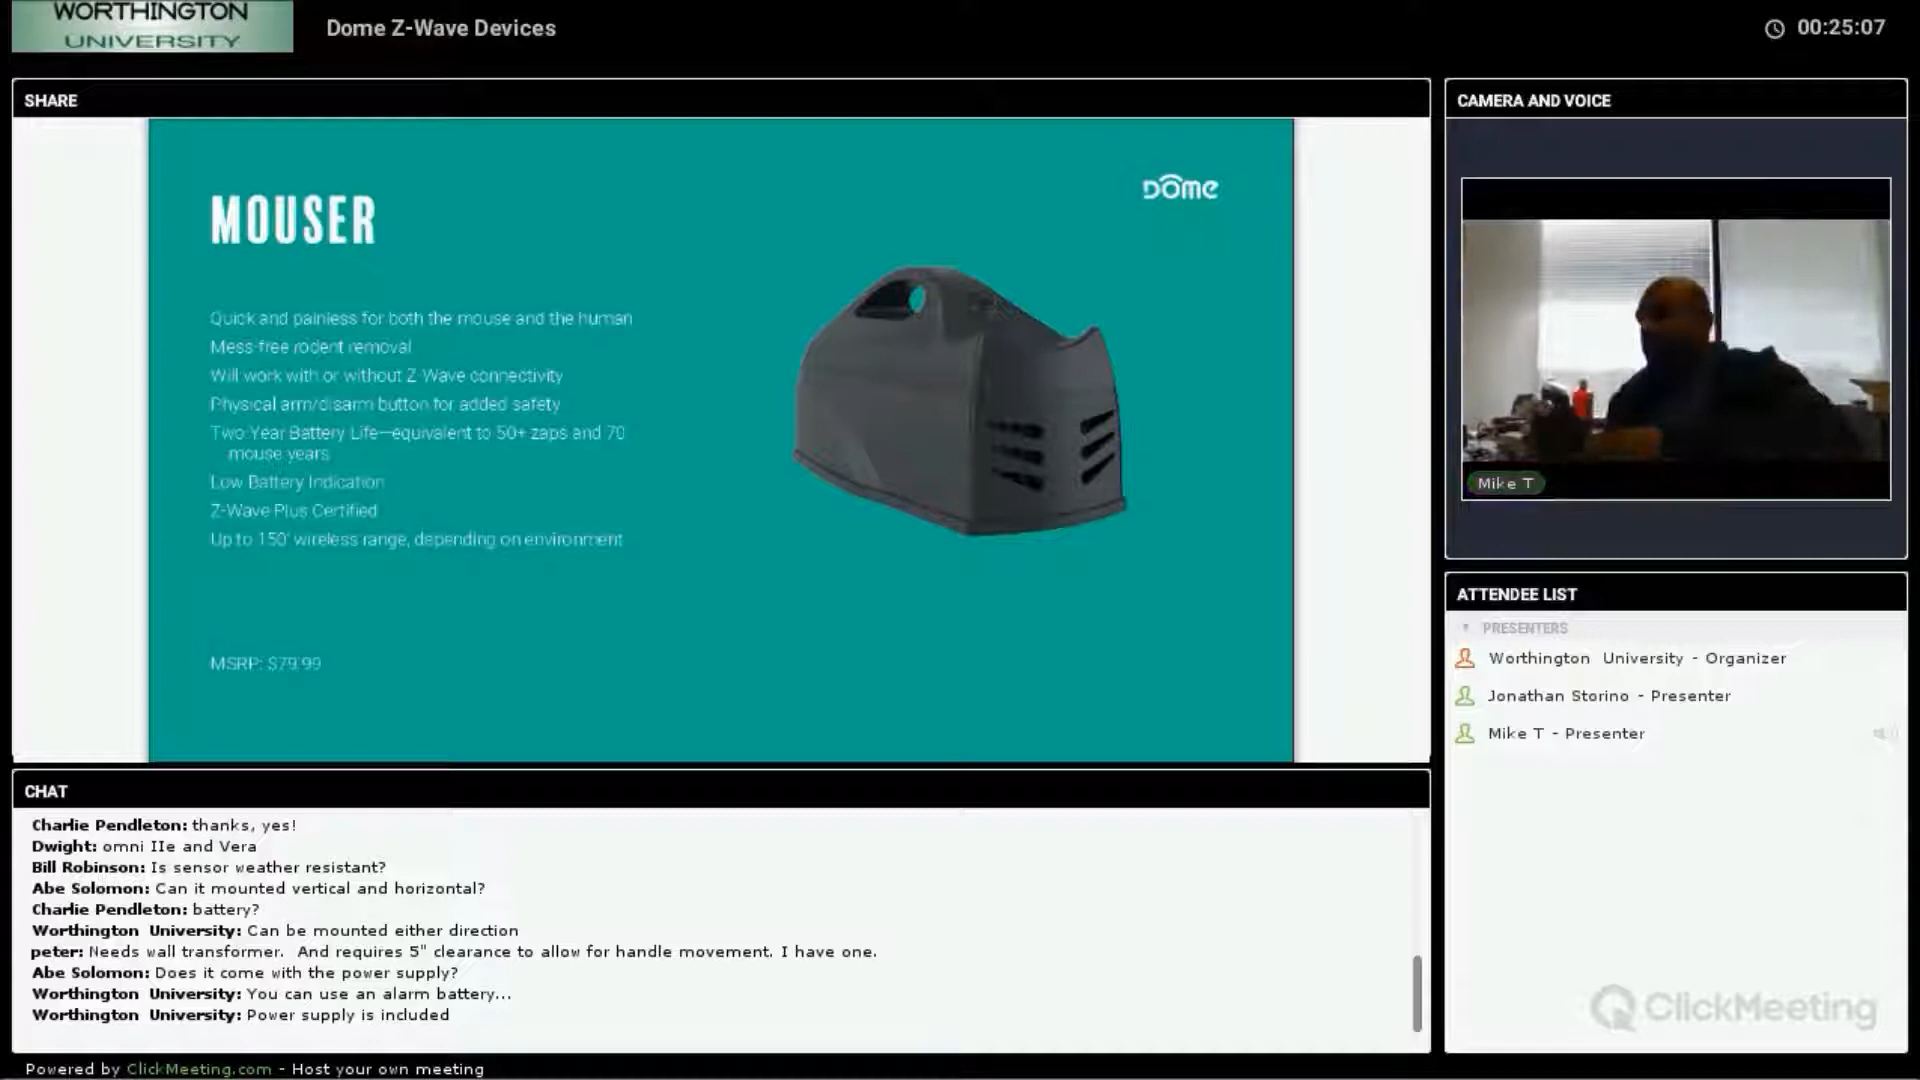 WORTHINGTON
UNIVERSITY
Dome Z-Wave Devices
00:25:07
SHARE
MOUSER
DOME
Quick and painless for both the mouse and the human
Mess-free rodent removal
Will work with or without Z-Wave connectivity
Physical arm/disarm button for added safety
Two-Year Battery Life—equivalent to 50+ zaps and 70
mouse years
Low Battery Indication
Z-Wave Plus Certified
Up to 150' wireless range, depending on environment
MSRP: $79.99
CAMERA AND VOICE
Mike T
ATTENDEE LIST
PRESENTERS
Worthington University - Organizer
Jonathan Storino - Presenter
Mike T - Presenter
ClickMeeting
CHAT
Charlie Pendleton: thanks, yes!
Dwight: omni IIe and Vera
Bill Robinson: Is sensor weather resistant?
Abe Solomon: Can it mounted vertical and horizontal?
Charlie Pendleton: battery?
Worthington University: Can be mounted either direction
peter: Needs wall transformer. And requires 5" clearance to allow for handle movement. I have one.
Abe Solomon: Does it come with the power supply?
Worthington University: You can use an alarm battery...
Worthington University: Power supply is included
Powered by ClickMeeting.com - Host your own meeting